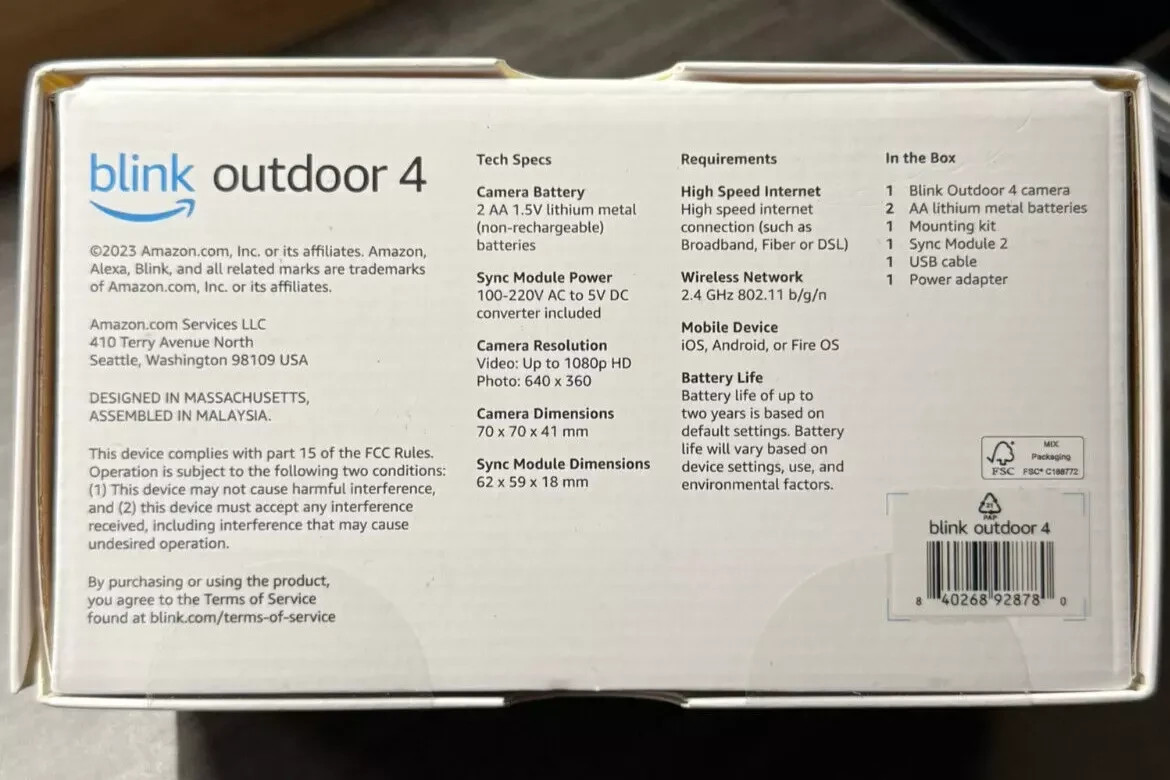 blink outdoor 4
©2023 Amazon.com, Inc. or its affiliates. Amazon,
Alexa, Blink, and all related marks are trademarks
of Amazon.com, Inc. or its affiliates.
Amazon.com Services LLC
410 Terry Avenue North
Seattle, Washington 98109 USA
DESIGNED IN MASSACHUSETTS,
ASSEMBLED IN MALAYSIA.
This device complies with part 15 of the FCC Rules.
Operation is subject to the following two conditions:
(1) This device may not cause harmful interference,
and (2) this device must accept any interference
received, including interference that may cause
undesired operation.
By purchasing or using the product,
you agree to the Terms of Service
found at blink.com/terms-of-service
Tech Specs
Camera Battery
2 AA 1.5V lithium metal
(non-rechargeable)
batteries
Sync Module Power
100-220V AC to 5V DC
converter included
Camera Resolution
Video: Up to 1080p HD
Photo: 640 x 360
Camera Dimensions
70 x 70 x 41 mm
Sync Module Dimensions
62 x 59 x 18 mm
Requirements
High Speed Internet
High speed internet
connection (such as
Broadband, Fiber or DSL)
Wireless Network
2.4 GHz 802.11 b/g/n
Mobile Device
iOS, Android, or Fire OS
Battery Life
Battery life of up to
two years is based on
default settings. Battery
life will vary based on
device settings, use, and
environmental factors.
In the Box
1 Blink Outdoor 4 camera
2 AA lithium metal batteries
1 Mounting kit
1 Sync Module 2
1 USB cable
1 Power adapter
MIX
Packaging
FSC FSC® C188772
21
PAP
blink outdoor 4
8 40268 92878 0